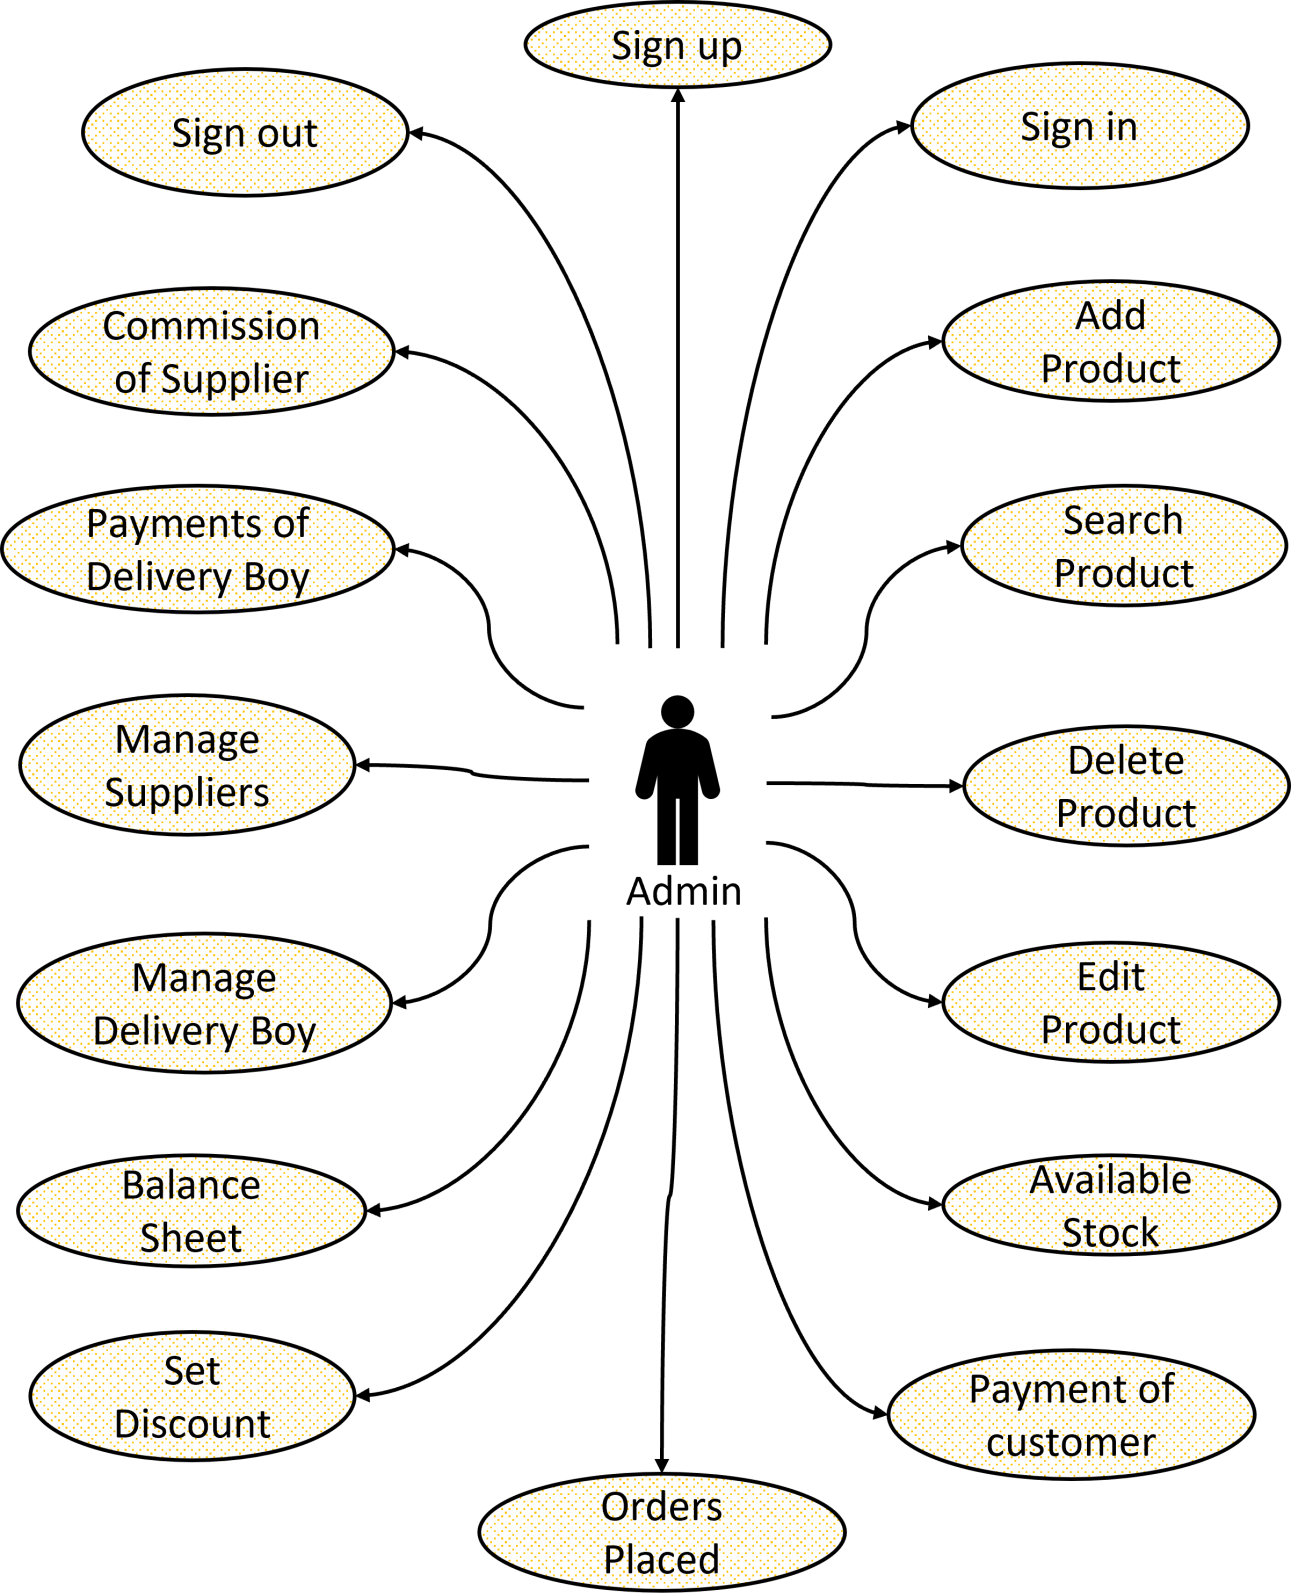 Sign up
Sign out
Sign in
Commission
of Supplier
Add
Product
Payments of
Delivery Boy
Search
Product
Manage
Suppliers
Delete
Product
Admin
Manage
Delivery Boy
Edit
Product
Balance
Sheet
Available
Stock
Set
Discount
Payment of
customer
Orders
Placed